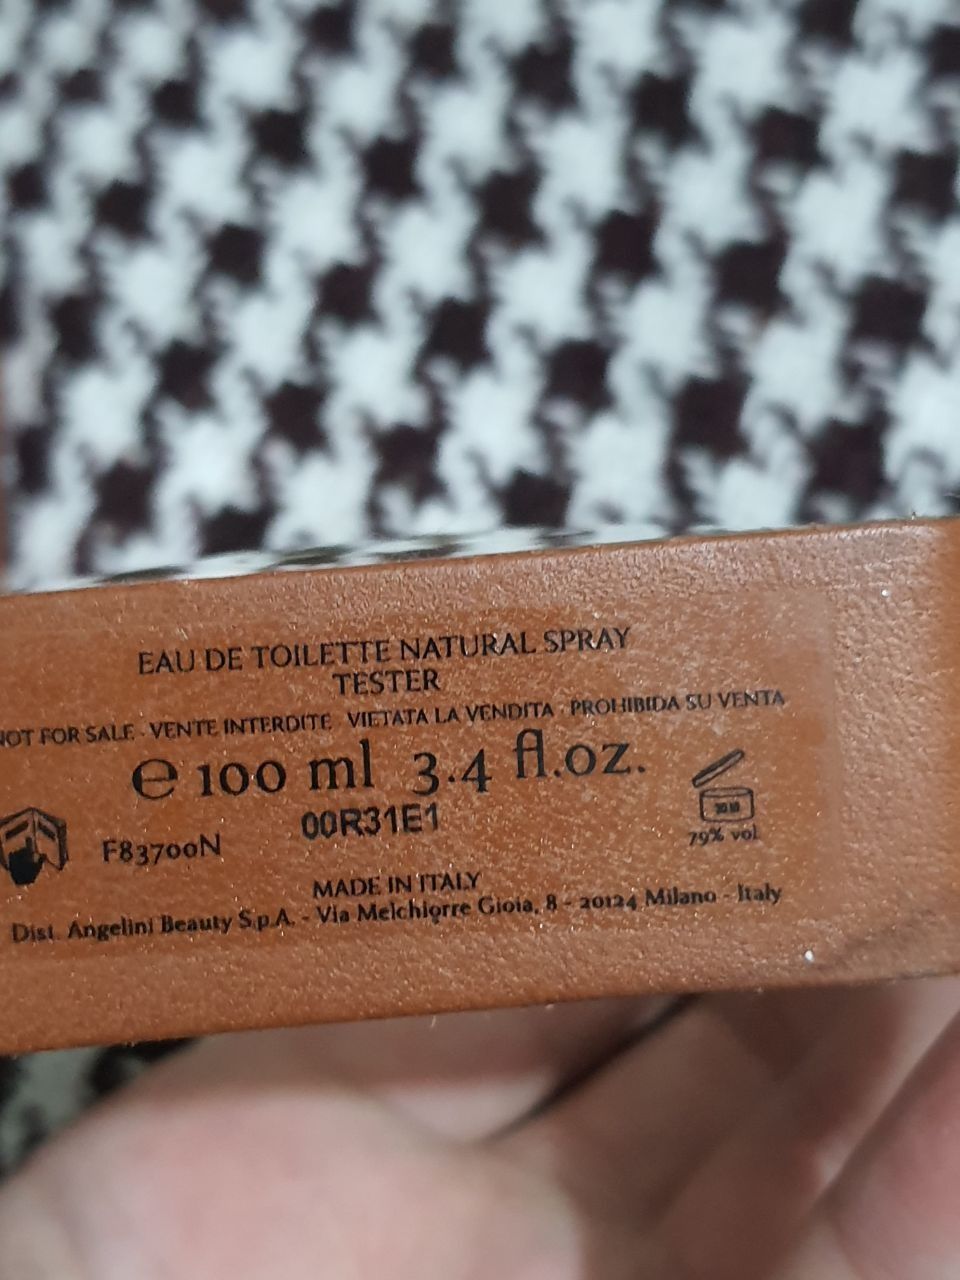 EAU DE TOILETTE NATURAL SPRAY
TESTER
NOT FOR SALE - VENTE INTERDITE VIETATA LA VENDITA - PROHIBIDA SU VENTA
e 100 ml 3.4 fl.oz.
F83700N 00R31E1
79% vol
MADE IN ITALY
Dist. Angelini Beauty S.p.A. - Via Melchiorre Gioia, 8 - 20124 Milano - Italy